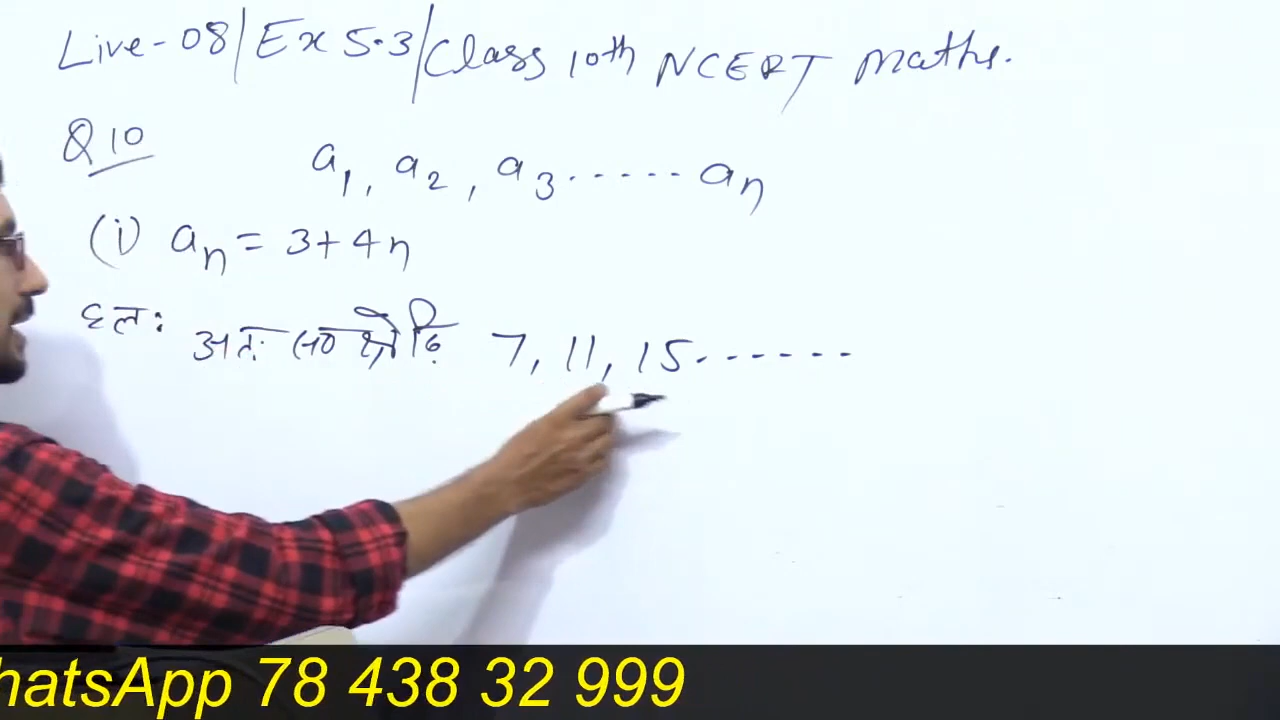 Live-08/Ex 5.3/Class 10th NCERT Maths.
Q10
a1, a2, a3...... an
(i) an = 3+4n
हल:
अतः स० श्रेढ़ि 7, 11, 15.......
hatsApp 78 438 32 999